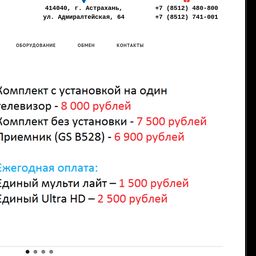 414040, г. Астрахань,
ул. Адмиралтейская, 64
+7 (8512) 480-800
+7 (8512) 741-001
ОБОРУДОВАНИЕ ОБМЕН КОНТАКТЫ
Комплект с установкой на один
телевизор - 8 000 рублей
Комплект без установки - 7 500 рублей
Приемник (GS B528) - 6 900 рублей
Ежегодная оплата:
Единый мульти лайт – 1 500 рублей
Единый Ultra HD – 2 500 рублей